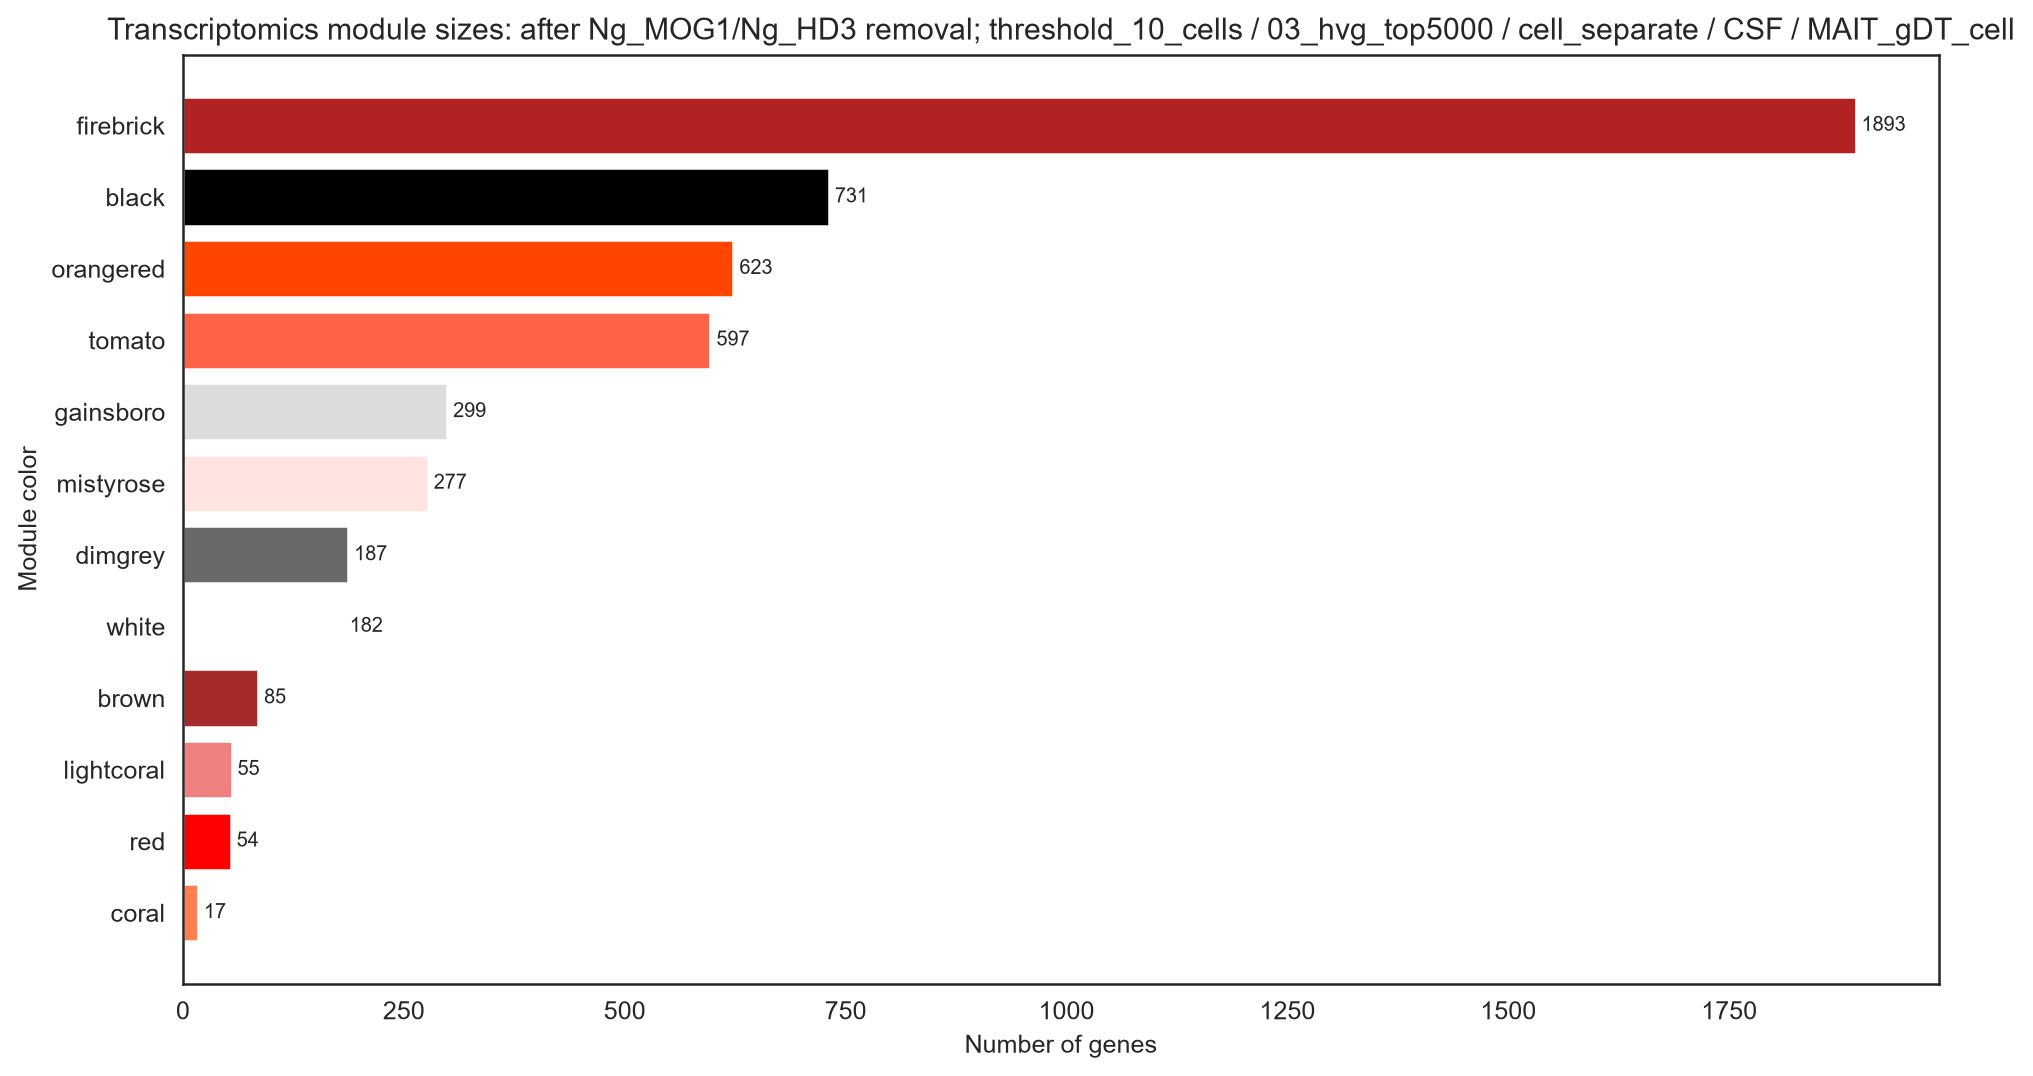 Transcriptomics module sizes: after Ng_MOG1/Ng_HD3 removal; threshold_10_cells / 03_hvg_top5000 / cell_separate / CSF / MAIT_gDT_cell
Module color
firebrick 1893
black 731
orangered 623
tomato 597
gainsboro 299
mistyrose 277
dimgrey 187
white 182
brown 85
lightcoral 55
red 54
coral 17
0 250 500 750 1000 1250 1500 1750
Number of genes